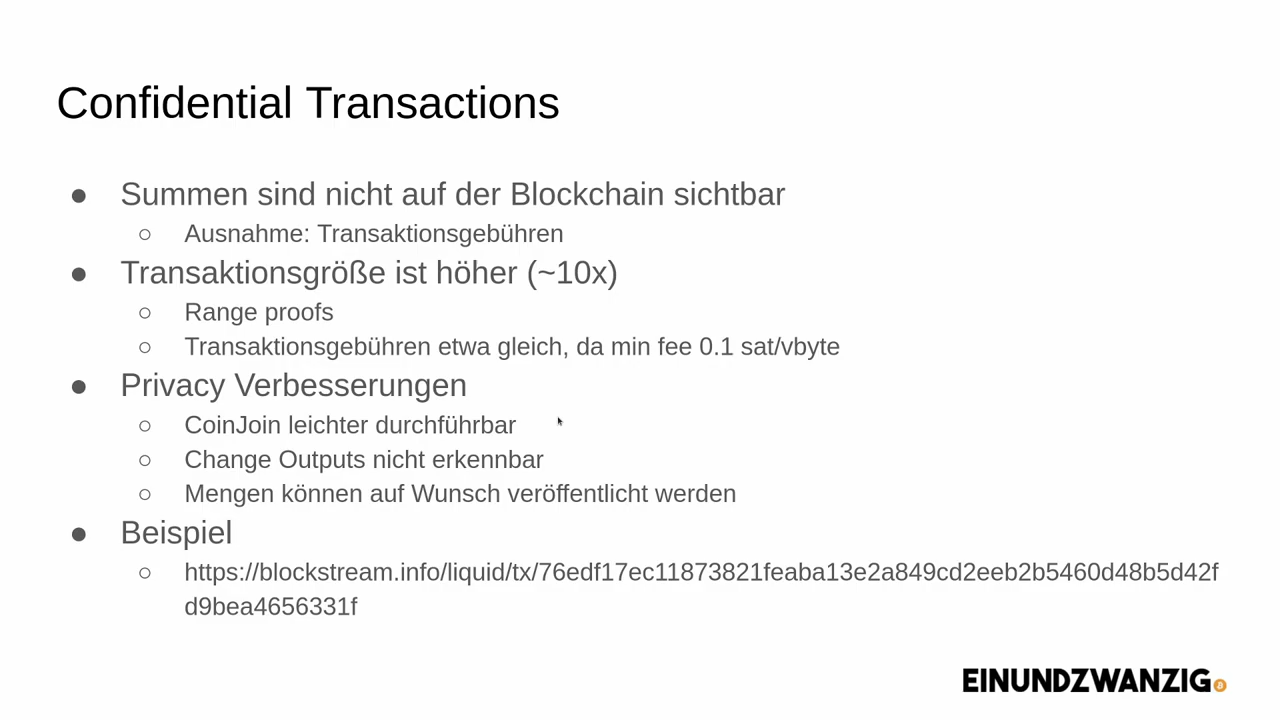 Confidential Transactions
● Summen sind nicht auf der Blockchain sichtbar
○ Ausnahme: Transaktionsgebühren
● Transaktionsgröße ist höher (~10x)
○ Range proofs
○ Transaktionsgebühren etwa gleich, da min fee 0.1 sat/vbyte
● Privacy Verbesserungen
○ CoinJoin leichter durchführbar
○ Change Outputs nicht erkennbar
○ Mengen können auf Wunsch veröffentlicht werden
● Beispiel
○ https://blockstream.info/liquid/tx/76edf17ec11873821feaba13e2a849cd2eeb2b5460d48b5d42f
d9bea4656331f
EINUNDZWANZIG